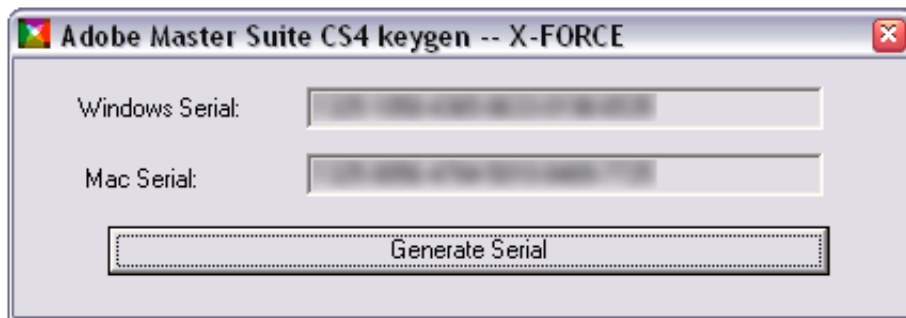 Adobe Master Suite CS4 keygen -- X-FORCE
Windows Serial:
Mac Serial:
Generate Serial